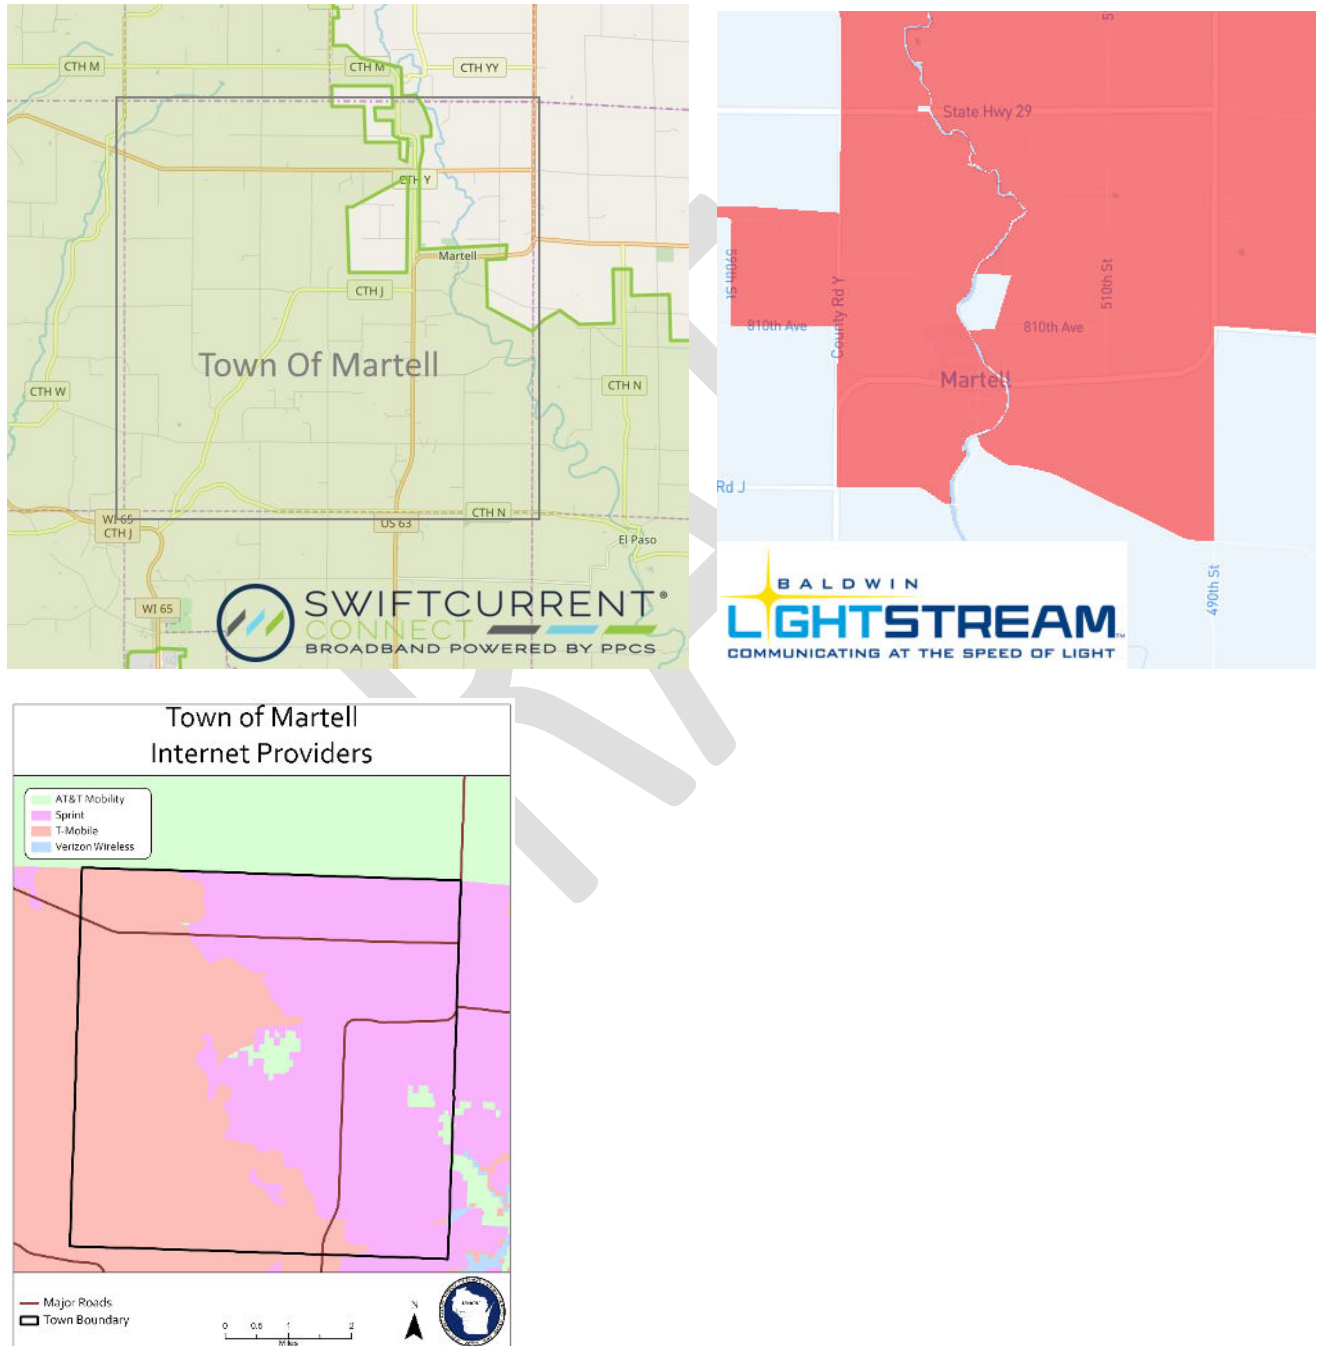 CTH M
CTH M
CTH YY
CTH Y
Martell
CTH J
Town Of Martell
CTH W
CTH N
CTH N
WI 65
CTH J
US 63
El Paso
WI 65
SWIFTCURRENT®
CONNECT
BROADBAND POWERED BY PPCS
State Hwy 29
590th St
County Rd Y
510th St
810th Ave
810th Ave
Martell
Rd J
490th St
BALDWIN
LIGHTSTREAM
COMMUNICATING AT THE SPEED OF LIGHT
Town of Martell
Internet Providers
AT&T Mobility
Sprint
T-Mobile
Verizon Wireless
Major Roads
Town Boundary
N
0 0.5 1 2
Miles